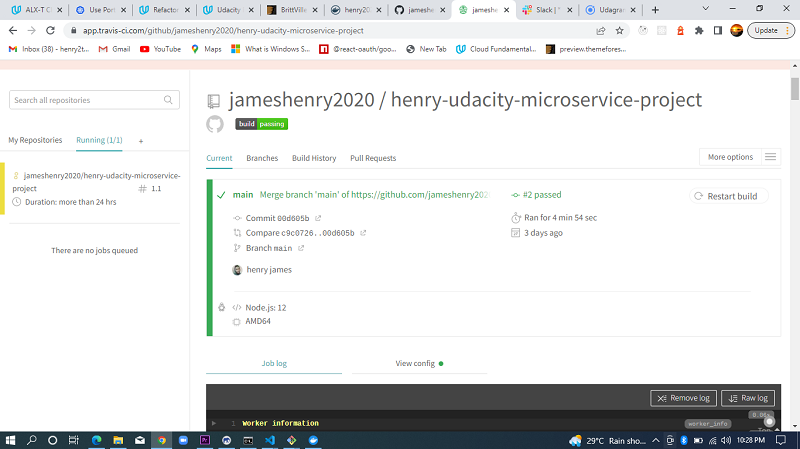 ALX-T C
Use Pom
Refacto
Udacity
BrittVille
henry20
jameshe
jameshe
Slack | *
Udagra
app.travis-ci.com/github/jameshenry2020/henry-udacity-microservice-project
Update
Inbox (38) - henry2t...
Gmail
YouTube
Maps
What is Windows S...
@react-oauth/goo...
New Tab
Cloud Fundamental...
preview.themefores...
Search all repositories
jameshenry2020 / henry-udacity-microservice-project
build passing
My Repositories Running (1/1) +
Current Branches Build History Pull Requests
More options
jameshenry2020/henry-udacity-microservice-
project
# 1.1
Duration: more than 24 hrs
There are no jobs queued
main Merge branch 'main' of https://github.com/jameshenry202
#2 passed
Restart build
Commit 00d605b
Ran for 4 min 54 sec
Compare c9c0726..00d605b
3 days ago
Branch main
henry james
Node.js: 12
AMD64
Job log View config
Remove log Raw log
1 Worker information
worker_info
29°C Rain sho...
10:28 PM